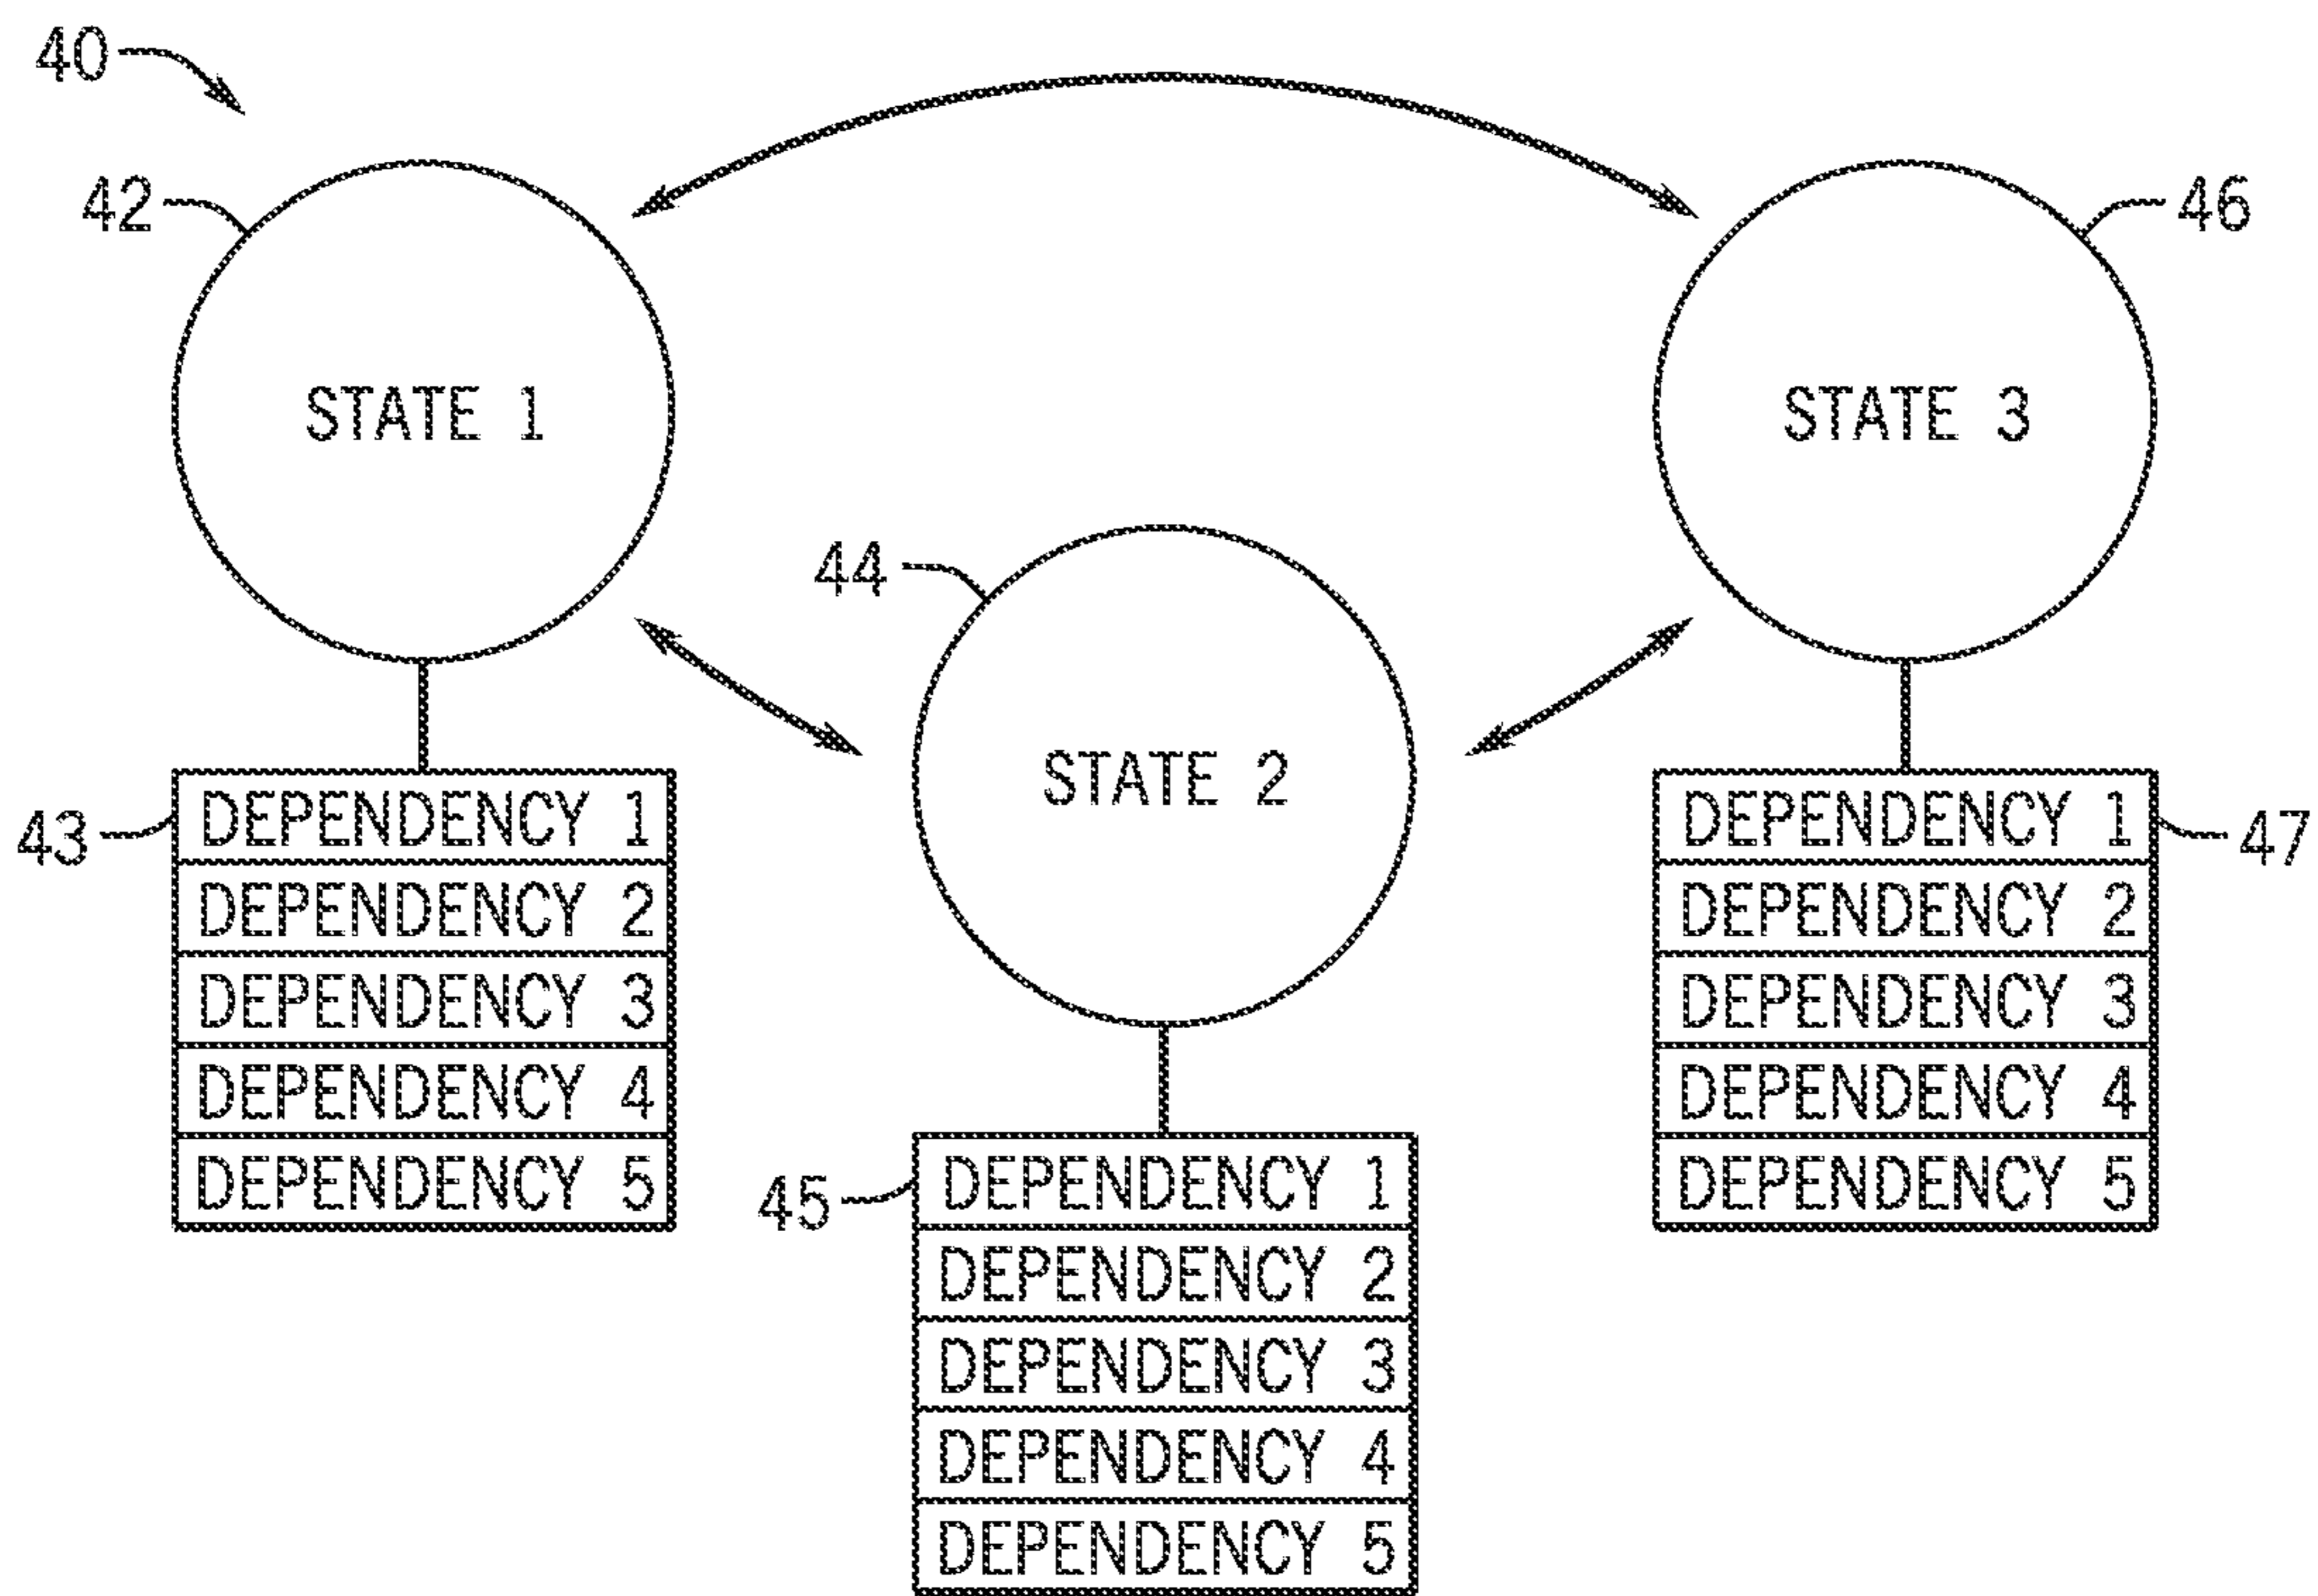 40
42
STATE 1
STATE 3
46
44
STATE 2
43
DEPENDENCY 1
DEPENDENCY 2
DEPENDENCY 3
DEPENDENCY 4
DEPENDENCY 5
45
DEPENDENCY 1
DEPENDENCY 2
DEPENDENCY 3
DEPENDENCY 4
DEPENDENCY 5
DEPENDENCY 1
47
DEPENDENCY 2
DEPENDENCY 3
DEPENDENCY 4
DEPENDENCY 5